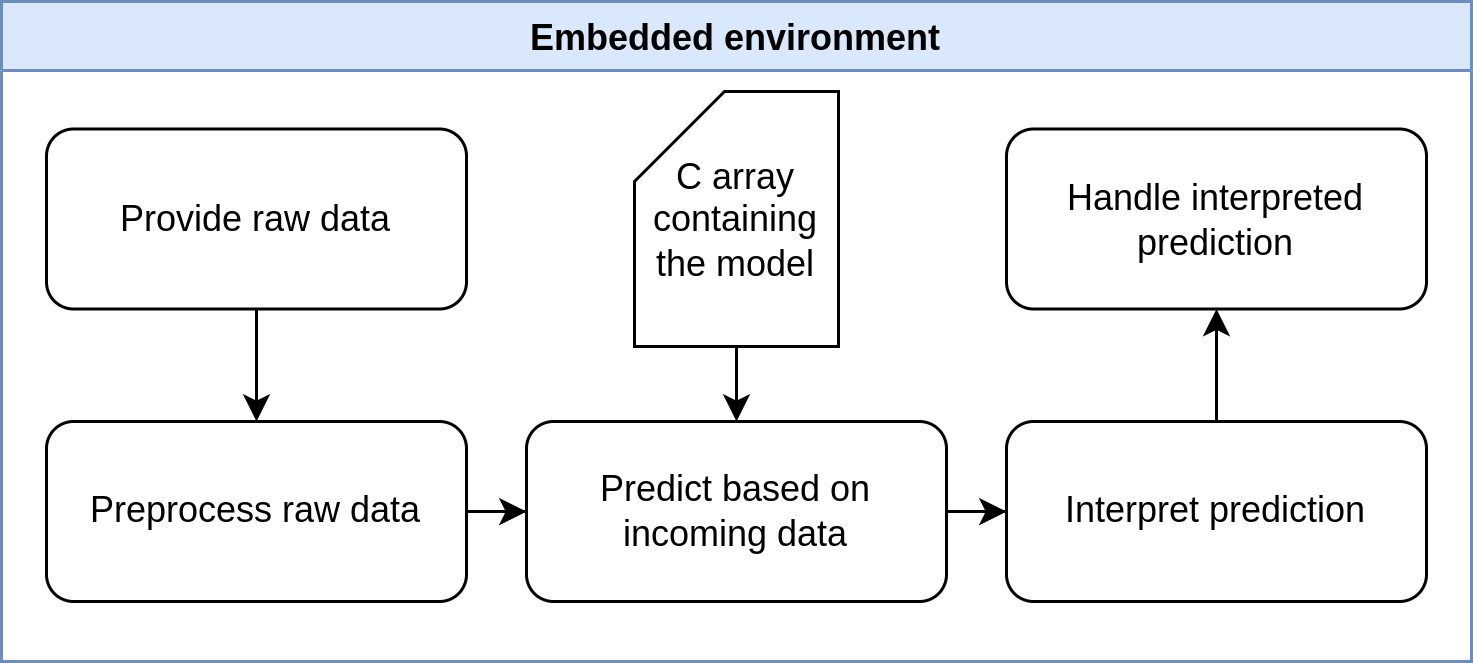 Embedded environment
Provide raw data
C array
containing
the model
Handle interpreted
prediction
Preprocess raw data
Predict based on
incoming data
Interpret prediction